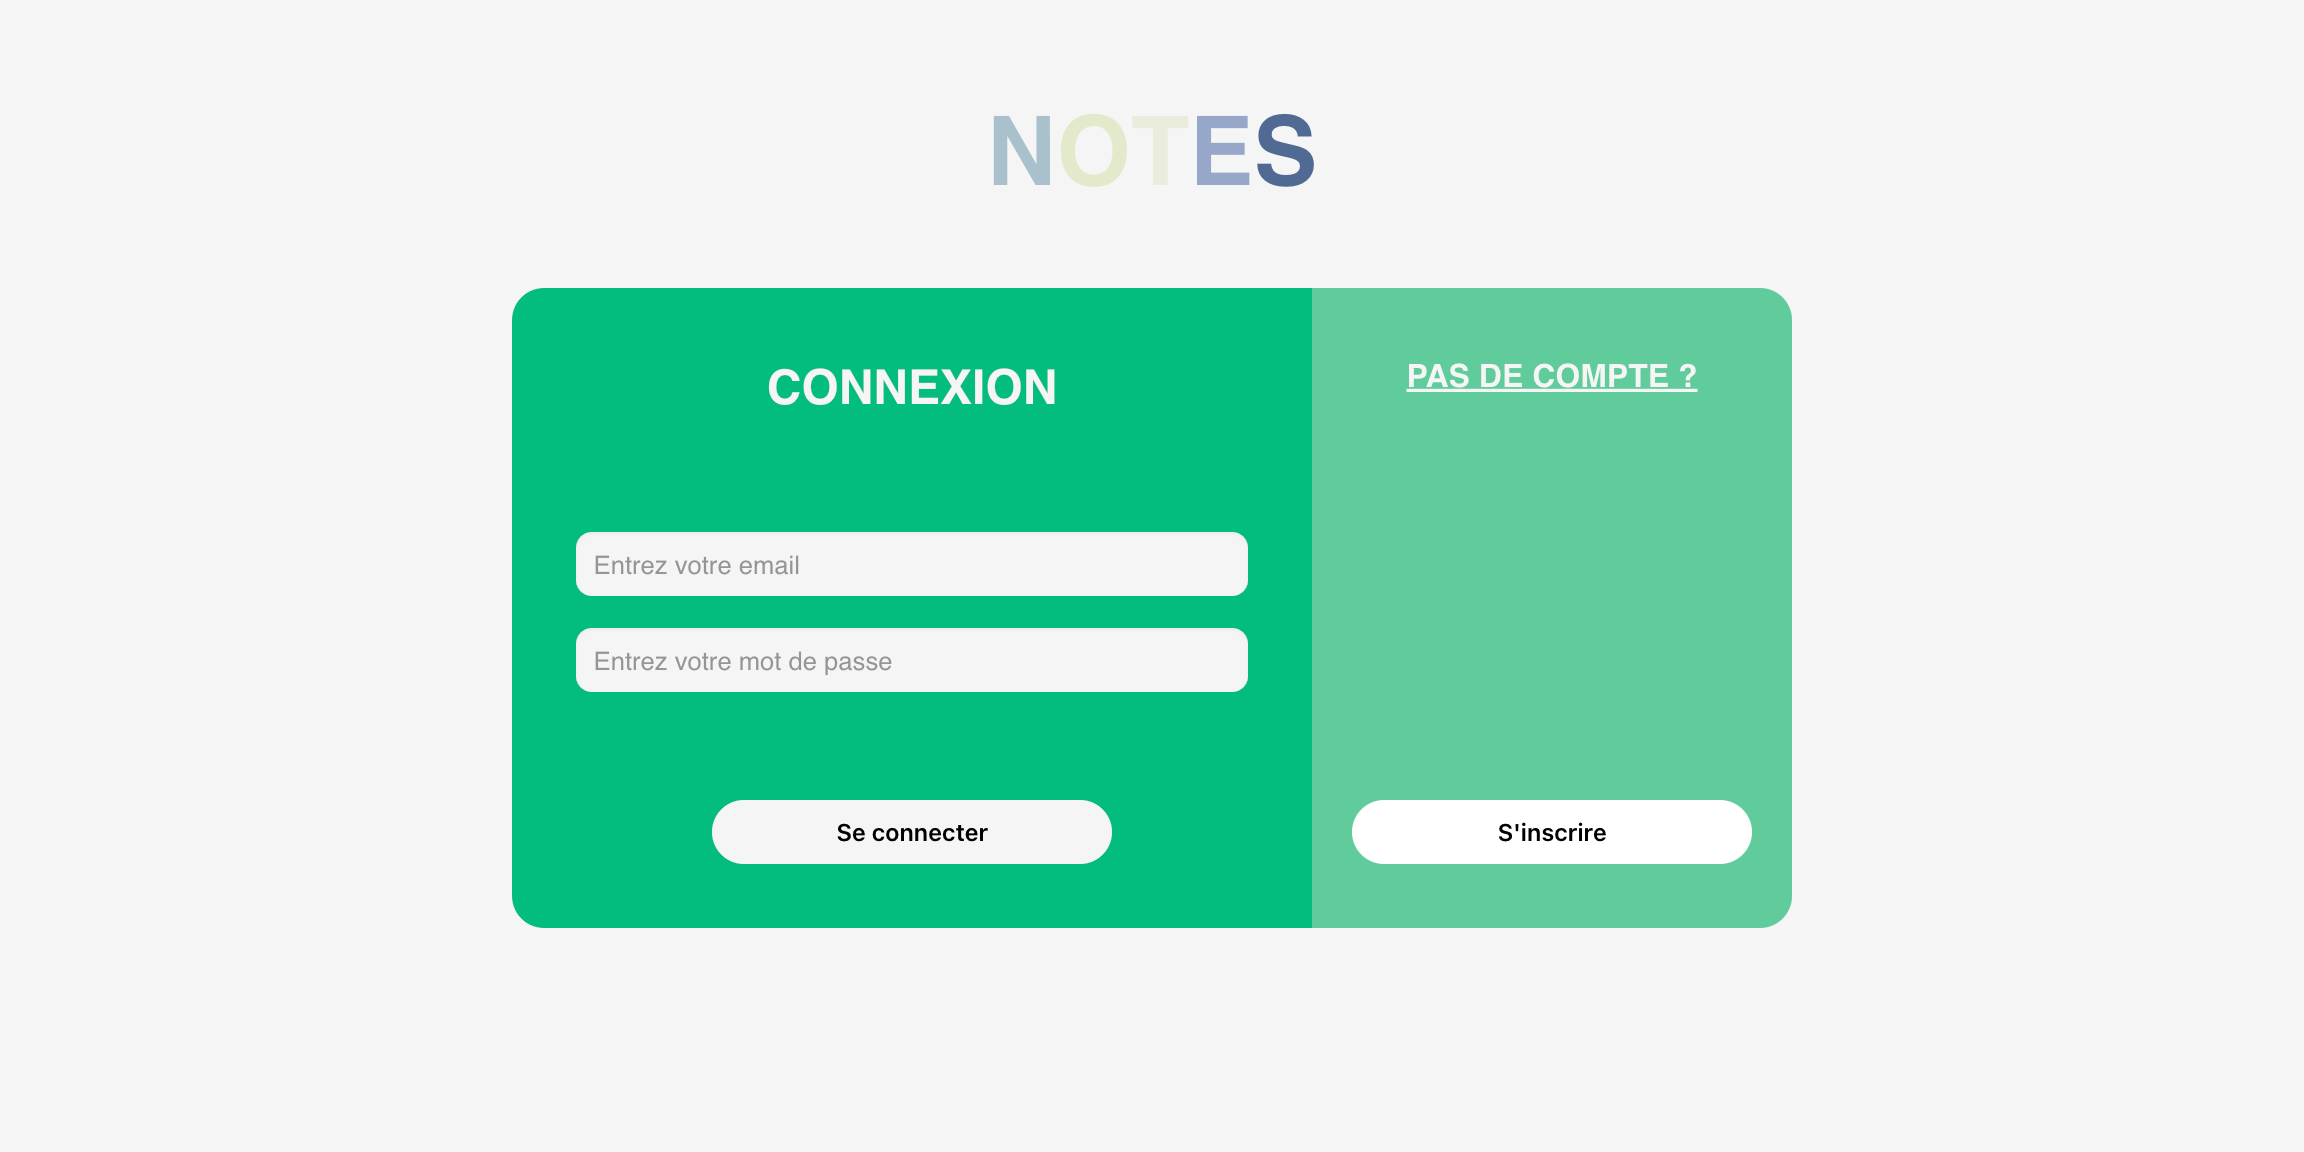 NOTES
CONNEXION
Entrez votre email
Entrez votre mot de passe
Se connecter
PAS DE COMPTE ?
S'inscrire